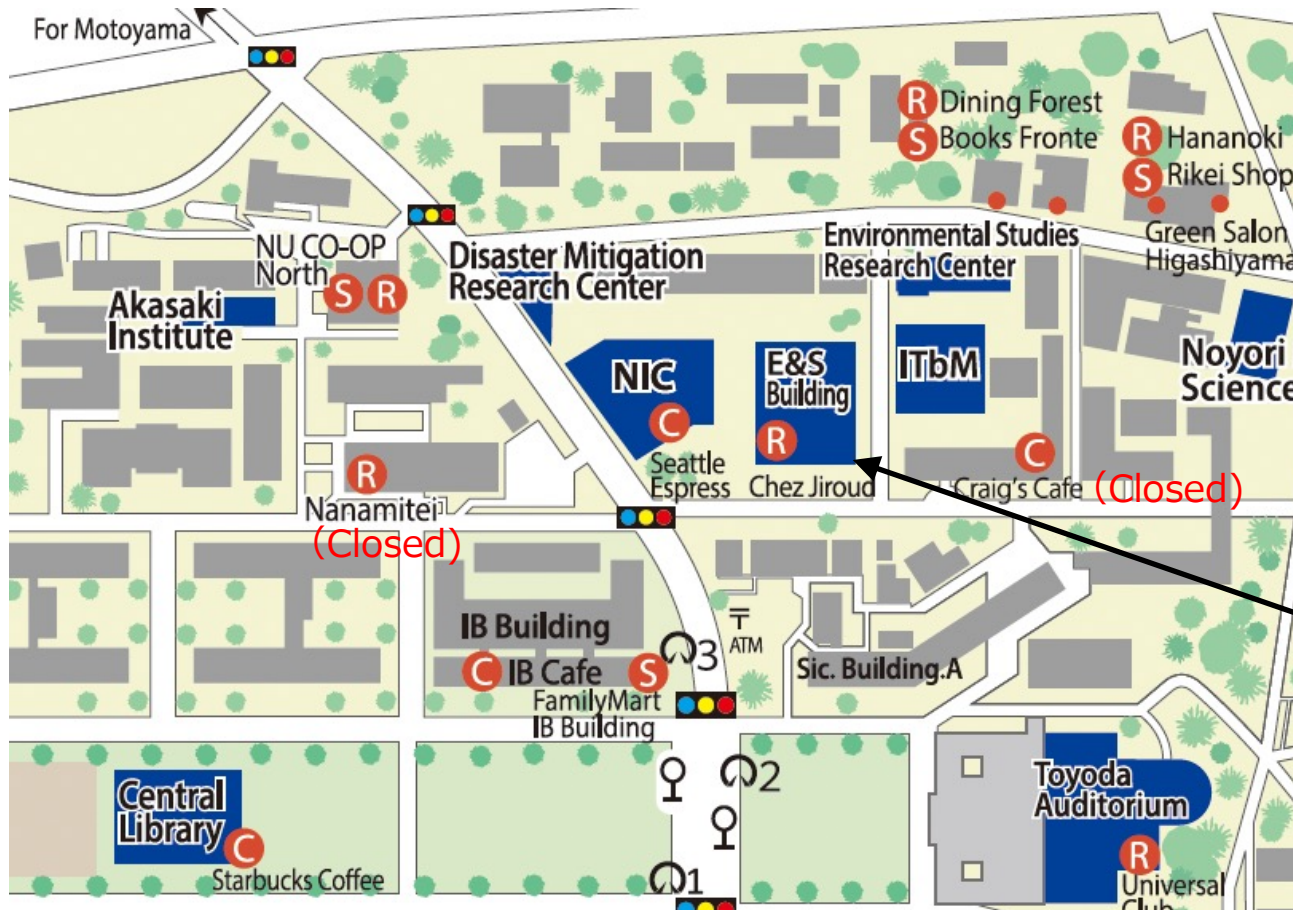 For Motoyama
R Dining Forest
S Books Fronte
R Hananoki
S Rikei Shop
Green Salon
Higashiyama
NU CO-OP
North
S R
Disaster Mitigation
Research Center
Environmental Studies
Research Center
Akasaki
Institute
NIC
C
Seattle
Espress
E&S
Building
R
Chez Jiroud
ITbM
C
Craig's Cafe (Closed)
Noyori
Science
R
Nanamitei
(Closed)
IB Building
C IB Cafe S
FamilyMart
IB Building
3
〒
ATM
Sic. Building.A
2
1
Central
Library
C
Starbucks Coffee
Toyoda
Auditorium
R
Universal
Club